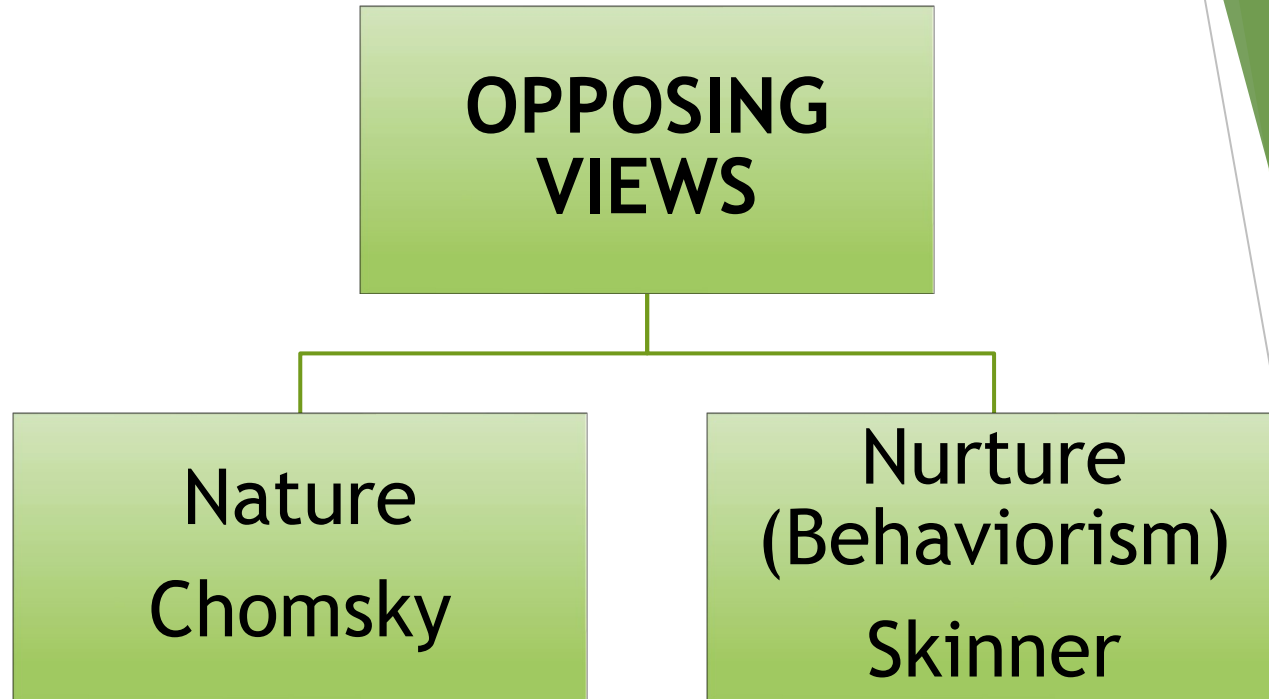 OPPOSING
VIEWS
Nature
Chomsky
Nurture
(Behaviorism)
Skinner